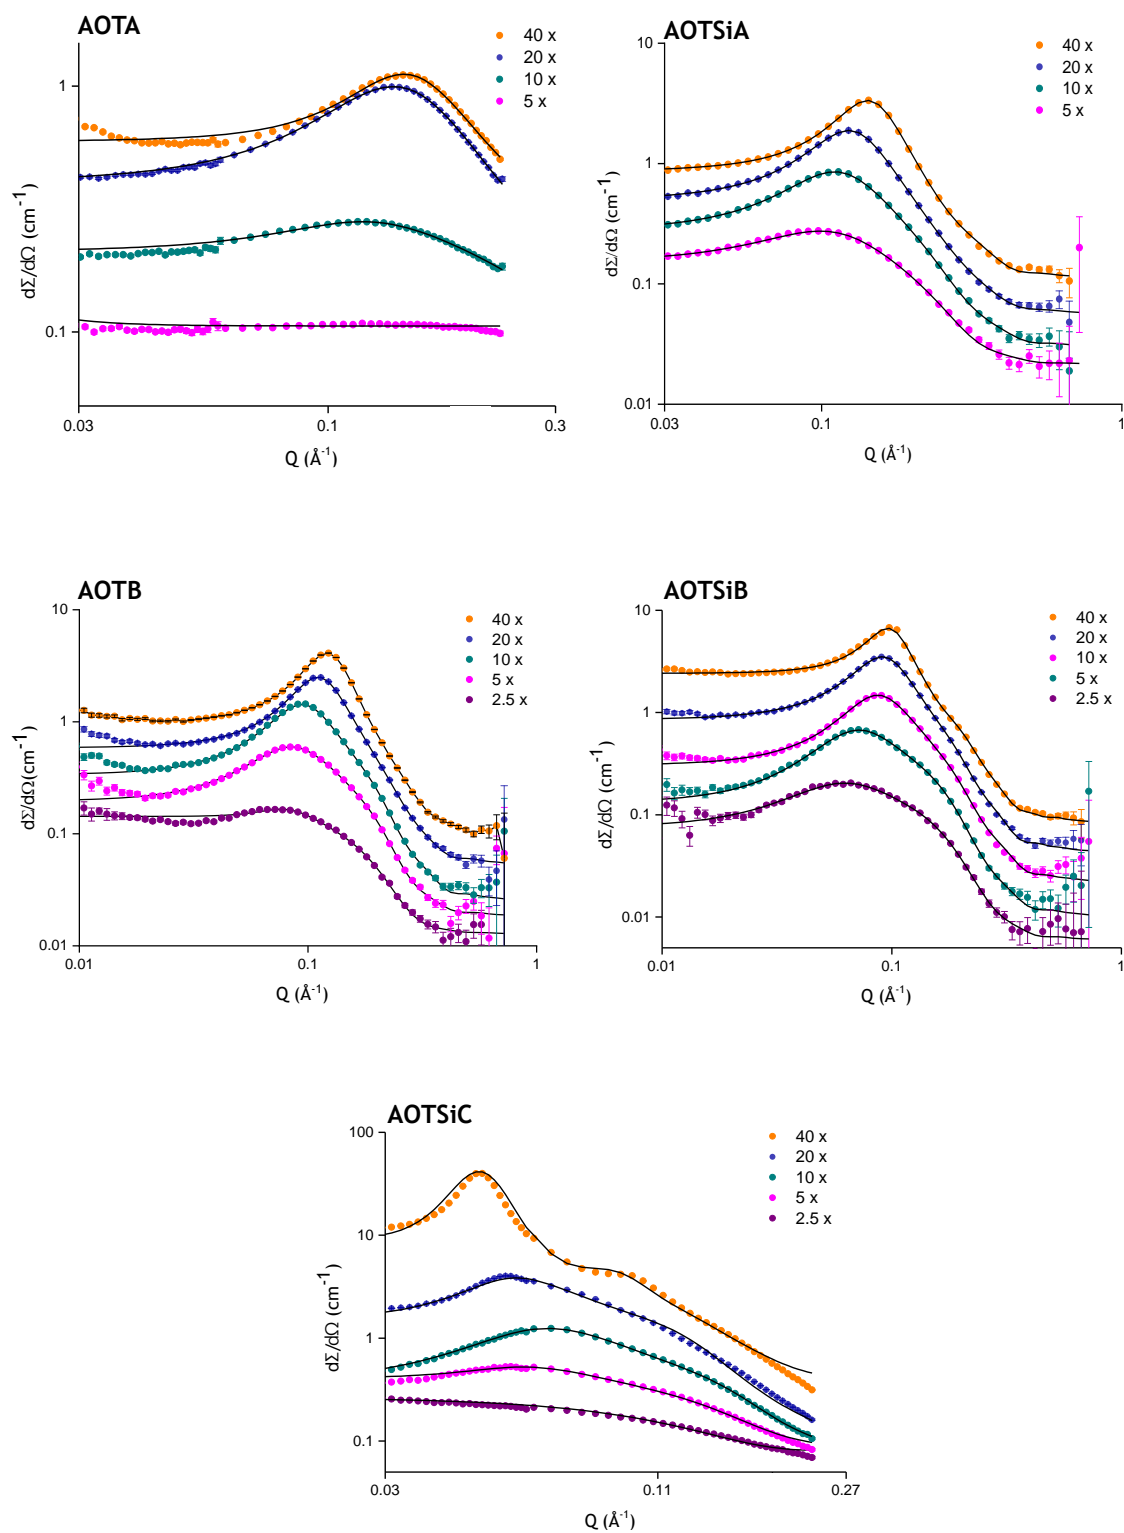 AOTA
40 x
20 x
10 x
5 x
1
0.1
dΣ/dΩ (cm⁻¹)
0.03
0.1
0.3
Q (Å⁻¹)
AOTSiA
40 x
20 x
10 x
5 x
10
1
0.1
0.01
dΣ/dΩ (cm⁻¹)
0.03
0.1
1
Q (Å⁻¹)
AOTB
40 x
20 x
10 x
5 x
2.5 x
10
1
0.1
0.01
dΣ/dΩ(cm⁻¹)
0.01
0.1
1
Q (Å⁻¹)
AOTSiB
40 x
20 x
10 x
5 x
2.5 x
10
1
0.1
0.01
dΣ/dΩ (cm⁻¹)
0.01
0.1
1
Q (Å⁻¹)
AOTSiC
40 x
20 x
10 x
5 x
2.5 x
100
10
1
0.1
dΣ/dΩ (cm⁻¹)
0.03
0.11
0.27
Q (Å⁻¹)